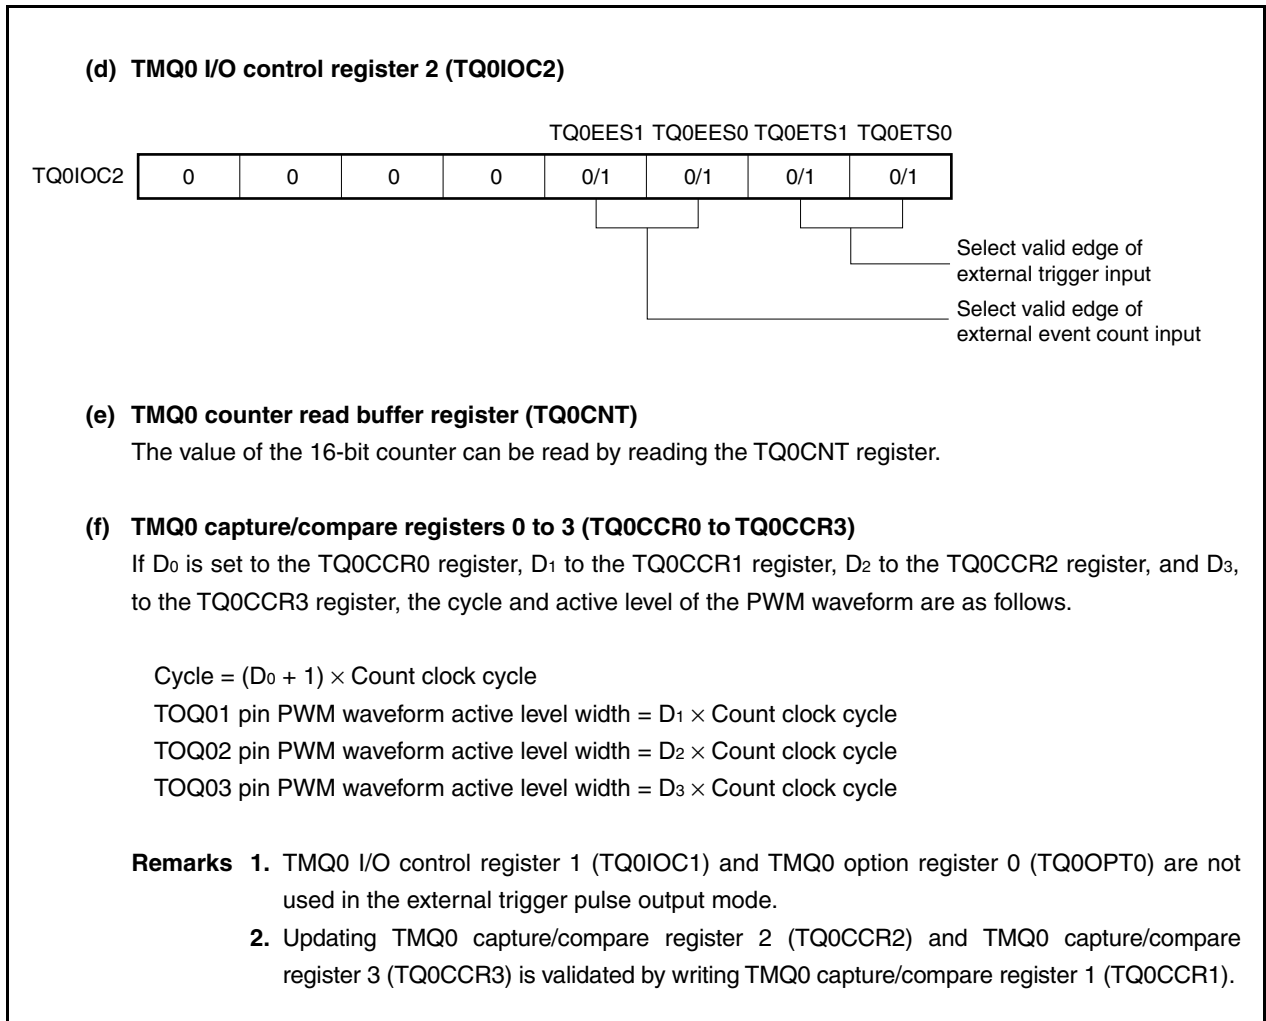 (d) TMQ0 I/O control register 2 (TQ0IOC2)
TQ0EES1 TQ0EES0 TQ0ETS1 TQ0ETS0
TQ0IOC2 0 0 0 0 0/1 0/1 0/1 0/1
Select valid edge of
external trigger input
Select valid edge of
external event count input
(e) TMQ0 counter read buffer register (TQ0CNT)
The value of the 16-bit counter can be read by reading the TQ0CNT register.
(f) TMQ0 capture/compare registers 0 to 3 (TQ0CCR0 to TQ0CCR3)
If D0 is set to the TQ0CCR0 register, D1 to the TQ0CCR1 register, D2 to the TQ0CCR2 register, and D3,
to the TQ0CCR3 register, the cycle and active level of the PWM waveform are as follows.
Cycle = (D0 + 1) × Count clock cycle
TOQ01 pin PWM waveform active level width = D1 × Count clock cycle
TOQ02 pin PWM waveform active level width = D2 × Count clock cycle
TOQ03 pin PWM waveform active level width = D3 × Count clock cycle
Remarks 1. TMQ0 I/O control register 1 (TQ0IOC1) and TMQ0 option register 0 (TQ0OPT0) are not
used in the external trigger pulse output mode.
2. Updating TMQ0 capture/compare register 2 (TQ0CCR2) and TMQ0 capture/compare
register 3 (TQ0CCR3) is validated by writing TMQ0 capture/compare register 1 (TQ0CCR1).